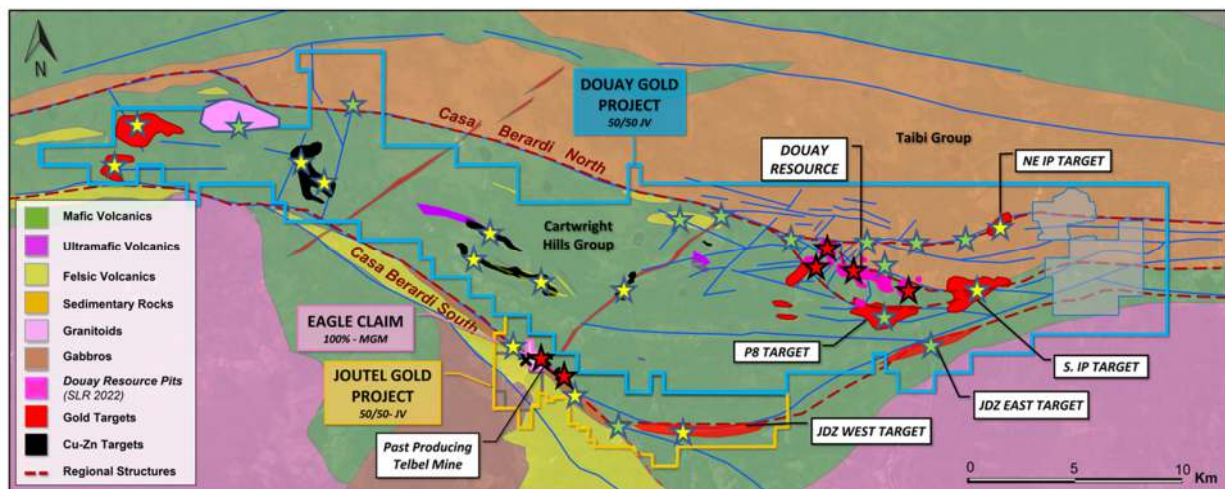 N
DOUAY GOLD
PROJECT
50/50 JV
Casa Berardi North
Taibi Group
DOUAY
RESOURCE
NE IP TARGET
Cartwright
Hills Group
Casa Berardi South
EAGLE CLAIM
100% - MGM
JOUTEL GOLD
PROJECT
50/50- JV
Past Producing
Telbel Mine
P8 TARGET
S. IP TARGET
JDZ EAST TARGET
JDZ WEST TARGET
Mafic Volcanics
Ultramafic Volcanics
Felsic Volcanics
Sedimentary Rocks
Granitoids
Gabbros
Douay Resource Pits
(SLR 2022)
Gold Targets
Cu-Zn Targets
Regional Structures
0 5 10
Km